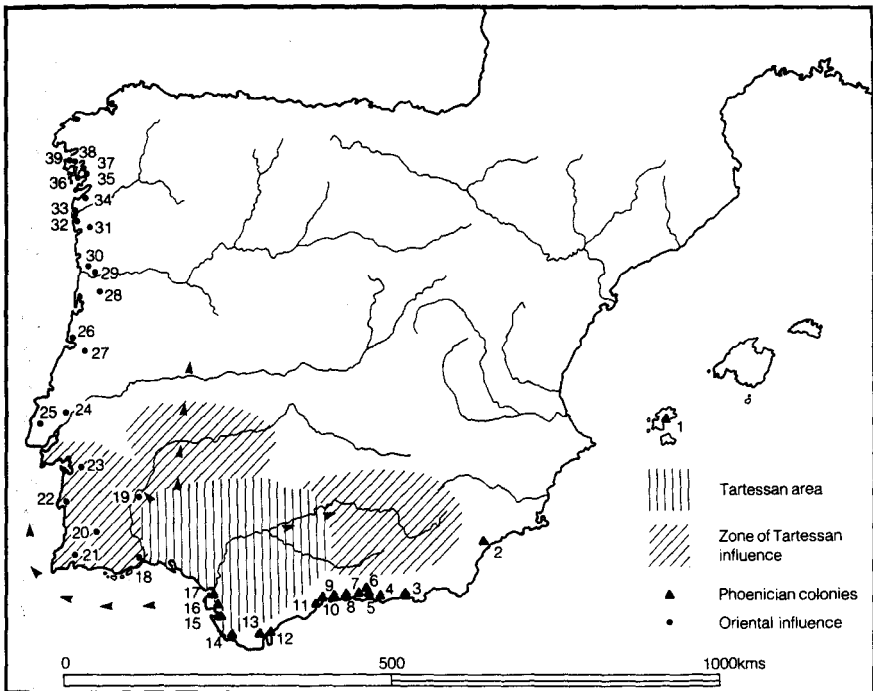 39 38
37
36 35
34
33
32 31
30
29
28
26
27
25 24
23
22 19
20
21
18
17
16
15
14 13 12
11 10 9 8 7 6 5 4 3
2
1
Tartessan area
Zone of Tartessan
influence
Phoenician colonies
Oriental influence
0 500 1000kms